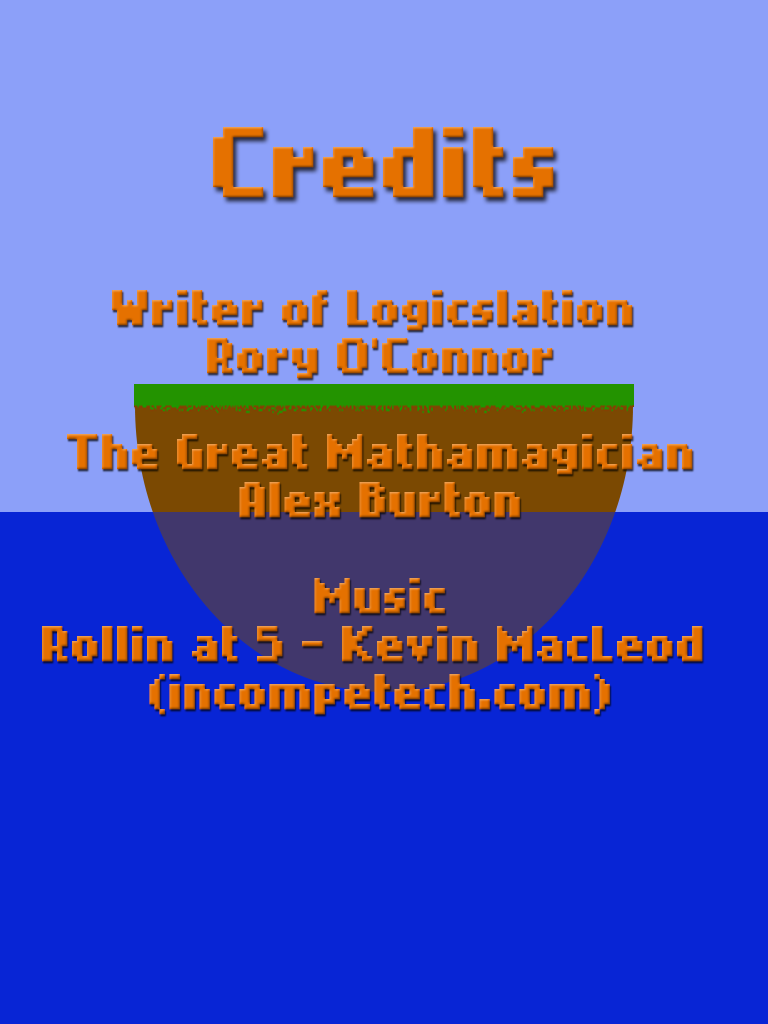 Credits
Writer of Logicslation
Rory O'Connor
The Great Mathamagician
Alex Burton
Music
Rollin at 5 - Kevin MacLeod
(incompetech.com)